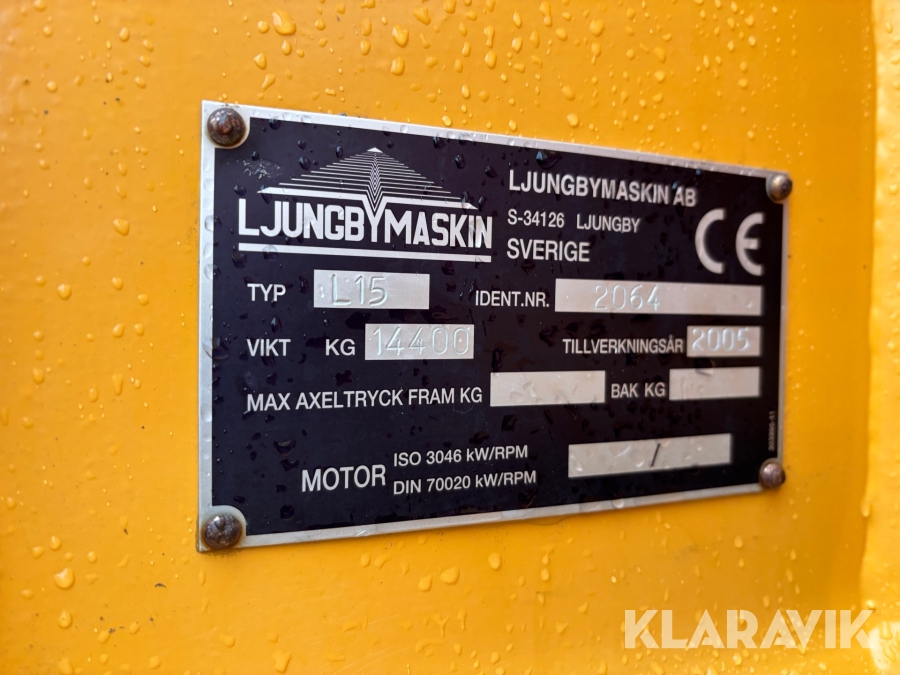 LJUNGBYMASKIN
LJUNGBYMASKIN AB
S-34126 LJUNGBY
SVERIGE
CE
TYP L15 IDENT.NR. 2064
VIKT KG 14400 TILLVERKNINGSÅR 2005
MAX AXELTRYCK FRAM KG BAK KG
MOTOR ISO 3046 kW/RPM /
DIN 70020 kW/RPM
KLARAVIK